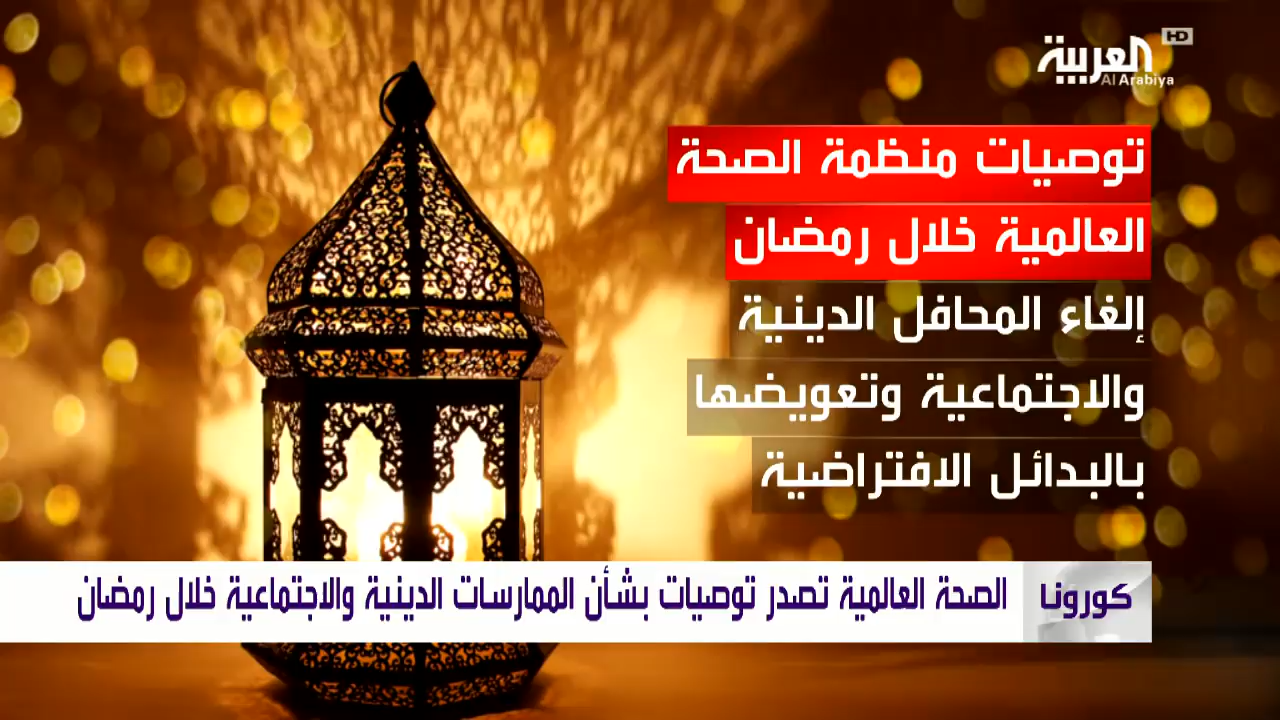 HD
العربية
Al Arabiya
توصيات منظمة الصحة
العالمية خلال رمضان
إلغاء المحافل الدينية
والاجتماعية وتعويضها
بالبدائل الافتراضية
كورونا
الصحة العالمية تصدر توصيات بشأن الممارسات الدينية والاجتماعية خلال رمضان